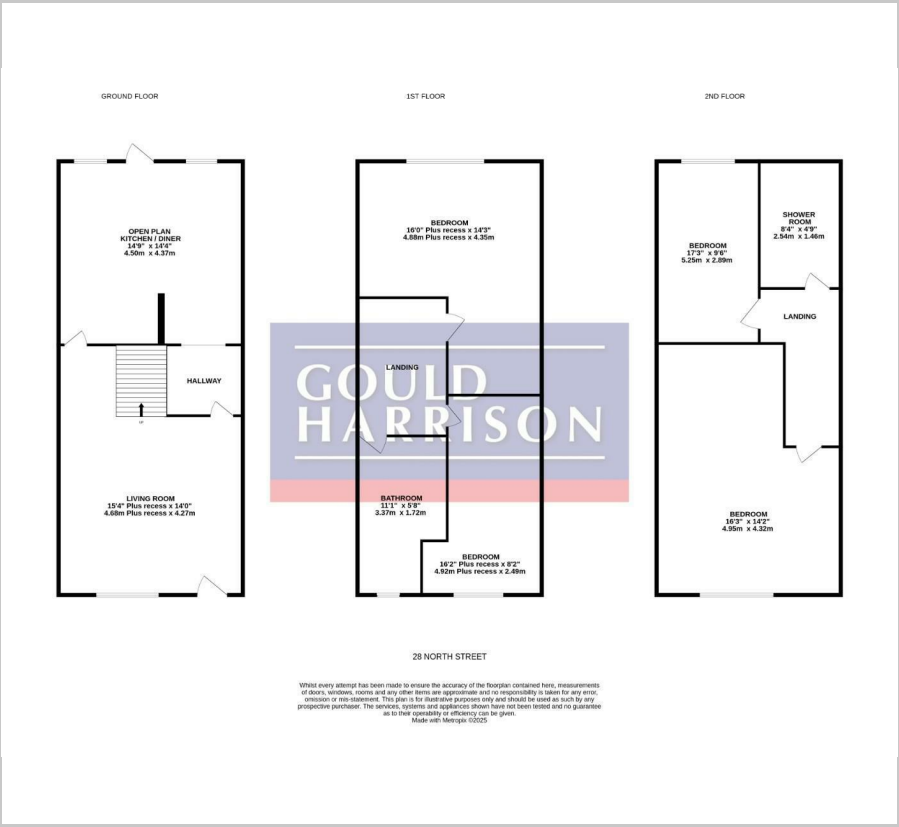 GROUND FLOOR
OPEN PLAN
KITCHEN / DINER
14'9" x 14'4"
4.50m x 4.37m
HALLWAY
UP
LIVING ROOM
15'4" Plus recess x 14'0"
4.68m Plus recess x 4.27m
1ST FLOOR
BEDROOM
16'0" Plus recess x 14'3"
4.88m Plus recess x 4.35m
LANDING
GOULD
HARRISON
BATHROOM
11'1" x 5'8"
3.37m x 1.72m
BEDROOM
16'2" Plus recess x 8'2"
4.92m Plus recess x 2.49m
2ND FLOOR
BEDROOM
17'3" x 9'6"
5.25m x 2.89m
SHOWER
ROOM
8'4" x 4'9"
2.54m x 1.46m
LANDING
BEDROOM
16'3" x 14'2"
4.95m x 4.32m
28 NORTH STREET
Whilst every attempt has been made to ensure the accuracy of the floorplan contained here, measurements
of doors, windows, rooms and any other items are approximate and no responsibility is taken for any error,
omission or mis-statement. This plan is for illustrative purposes only and should be used as such by any
prospective purchaser. The services, systems and appliances shown have not been tested and no guarantee
as to their operability or efficiency can be given.
Made with Metropix ©2025